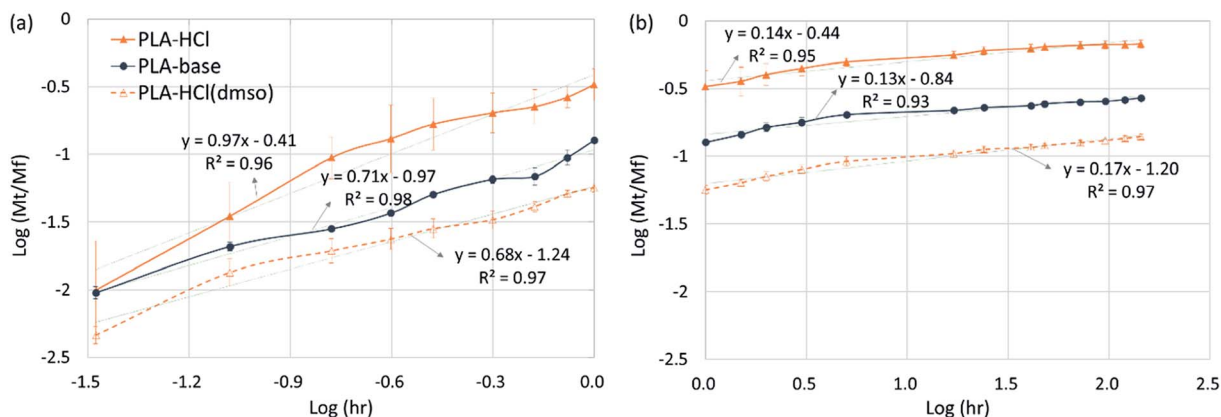 (a)
PLA-HCl
PLA-base
PLA-HCl(dmso)
y = 0.97x - 0.41
R² = 0.96
y = 0.71x - 0.97
R² = 0.98
y = 0.68x - 1.24
R² = 0.97
Log (Mt/Mf)
0
-0.5
-1
-1.5
-2
-2.5
-1.5
-1.2
-0.9
-0.6
-0.3
0.0
Log (hr)
(b)
y = 0.14x - 0.44
R² = 0.95
y = 0.13x - 0.84
R² = 0.93
y = 0.17x - 1.20
R² = 0.97
Log (Mt/Mf)
0
-0.5
-1
-1.5
-2
-2.5
0.0
0.5
1.0
1.5
2.0
2.5
Log (hr)